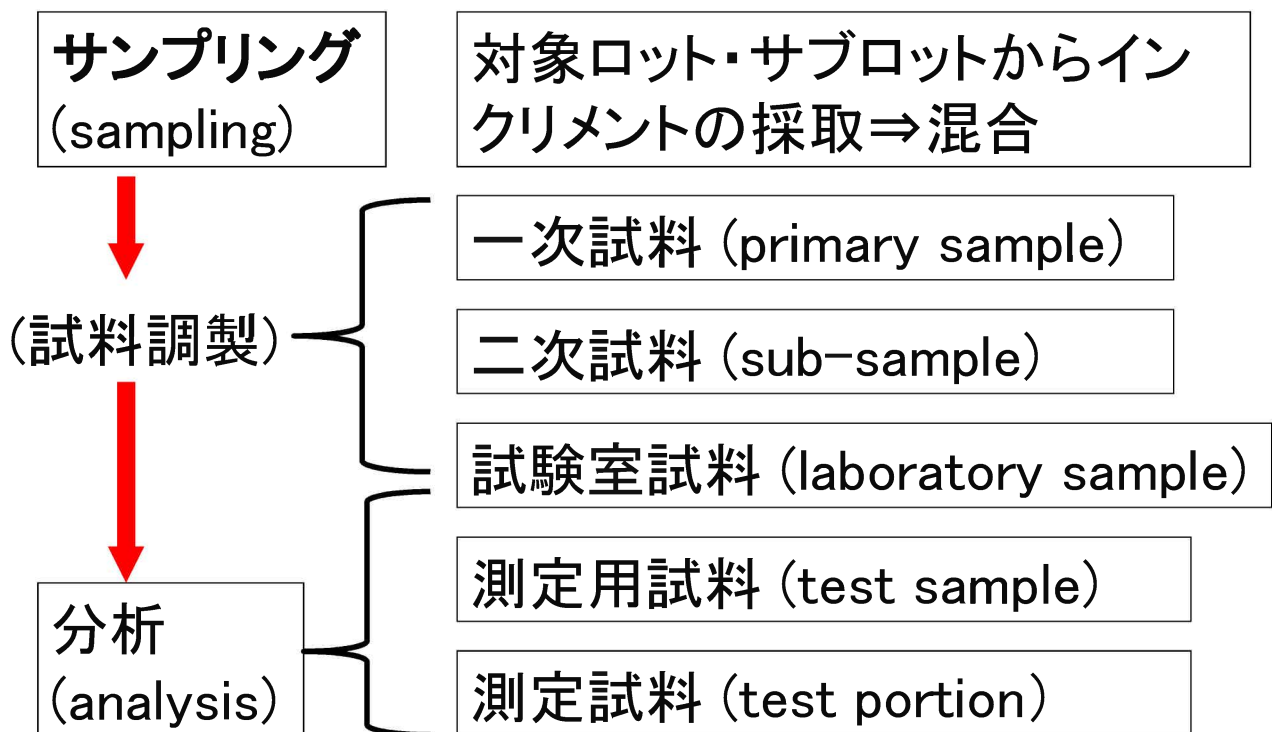 サンプリング
(sampling)
対象ロット・サブロットからイン
クリメントの採取⇒混合
一次試料 (primary sample)
(試料調製)
二次試料 (sub-sample)
試験室試料 (laboratory sample)
測定用試料 (test sample)
分析
(analysis)
測定試料 (test portion)